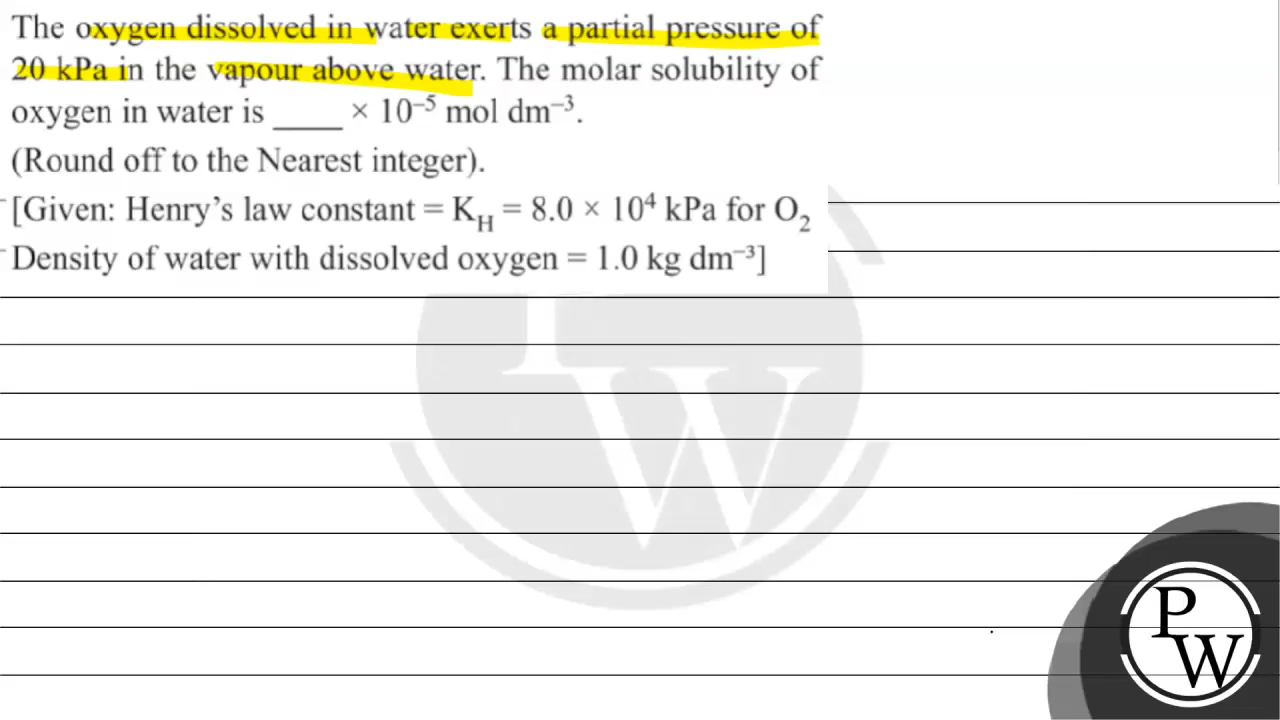 The oxygen dissolved in water exerts a partial pressure of
20 kPa in the vapour above water. The molar solubility of
oxygen in water is ____ × 10⁻⁵ mol dm⁻³.
(Round off to the Nearest integer).
[Given: Henry's law constant = K_H = 8.0 × 10⁴ kPa for O₂
Density of water with dissolved oxygen = 1.0 kg dm⁻³]
W
P
W